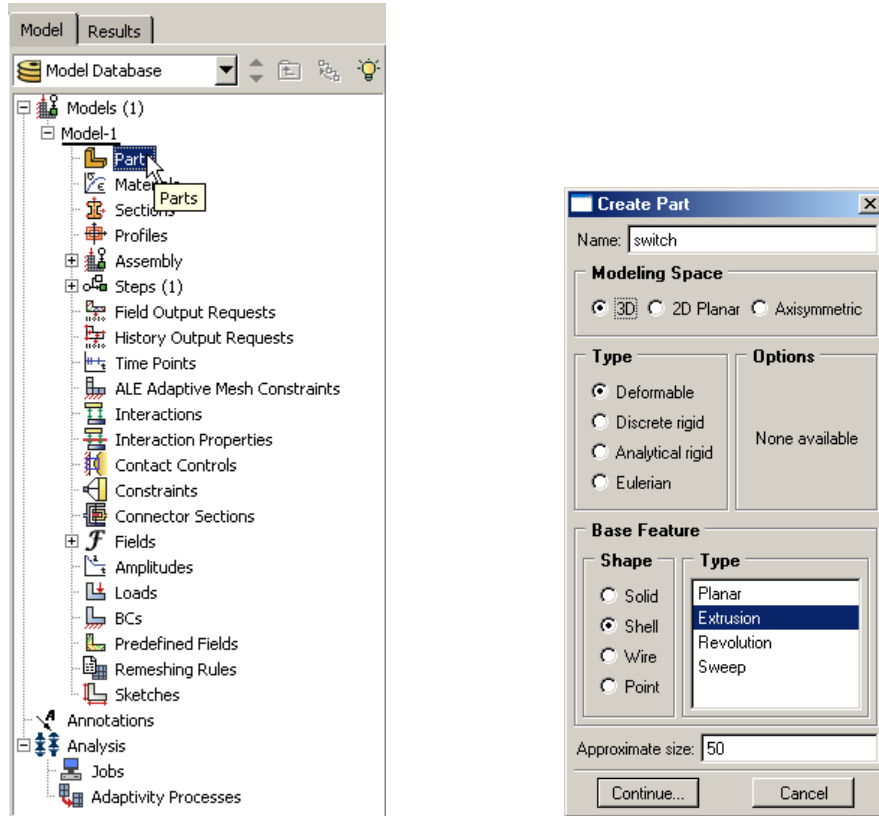 Model Results
Model Database
Models (1)
Model-1
Part
Parts
Sections
Profiles
Assembly
Steps (1)
Field Output Requests
History Output Requests
Time Points
ALE Adaptive Mesh Constraints
Interactions
Interaction Properties
Contact Controls
Constraints
Connector Sections
Fields
Amplitudes
Loads
BCs
Predefined Fields
Remeshing Rules
Sketches
Annotations
Analysis
Jobs
Adaptivity Processes
Create Part
Name: switch
Modeling Space
3D 2D Planar Axisymmetric
Type
Deformable
Discrete rigid
Analytical rigid
Eulerian
Options
None available
Base Feature
Shape
Solid
Shell
Wire
Point
Type
Planar
Extrusion
Revolution
Sweep
Approximate size: 50
Continue... Cancel